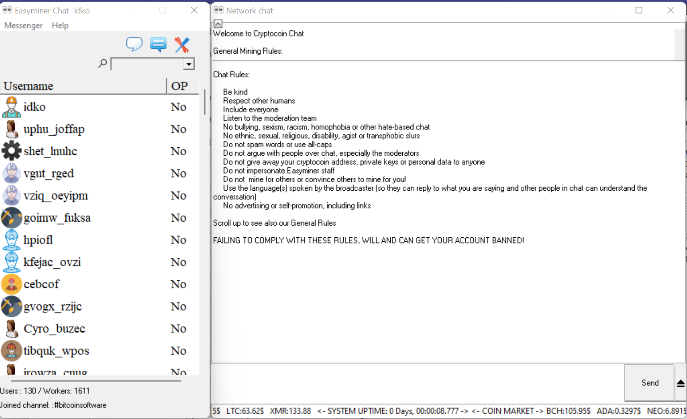 Easyminer Chat idko
Messenger Help
Username OP
idko No
uphu_joffap No
shet_lhuhc No
vgut_rged No
vziq_oeyipm No
goimw_fuksa No
hpiofl No
kfejac_ovzi No
cebcof No
gvogx_rzijc No
Cyro_buzec No
tibquk_wpos No
No
Users : 130 / Workers: 1611
Joined channel :#bitcoinsoftware
Network chat
Welcome to Cryptocoin Chat
General Mining Rules:
Chat Rules:
Be kind
Respect other humans
Include everyone
Listen to the moderation team
No bullying, sexism, racism, homophobia or other hate-based chat
No ethnic, sexual, religious, disability, agist or transphobic slurs
Do not spam words or use all-caps
Do not argue with people over chat, especially the moderators
Do not give away your cryptocoin address, private keys or personal data to anyone
Do not impersonate Easyminer staff
Do not mine for others or convince others to mine for you!
Use the language(s) spoken by the broadcaster (so they can reply to what you are saying and other people in chat can understand the
conversation)
No advertising or self-promotion, including links
Scroll up to see also our General Rules
FAILING TO COMPLY WITH THESE RULES, WILL AND CAN GET YOUR ACCOUNT BANNED!
Send
5$ LTC:63.62$ XMR:133.88 <- SYSTEM UPTIME: 0 Days, 00:00:08.777 -> <- COIN MARKET -> BCH:105.95$ ADA:0.3297$ NEO:6.891$